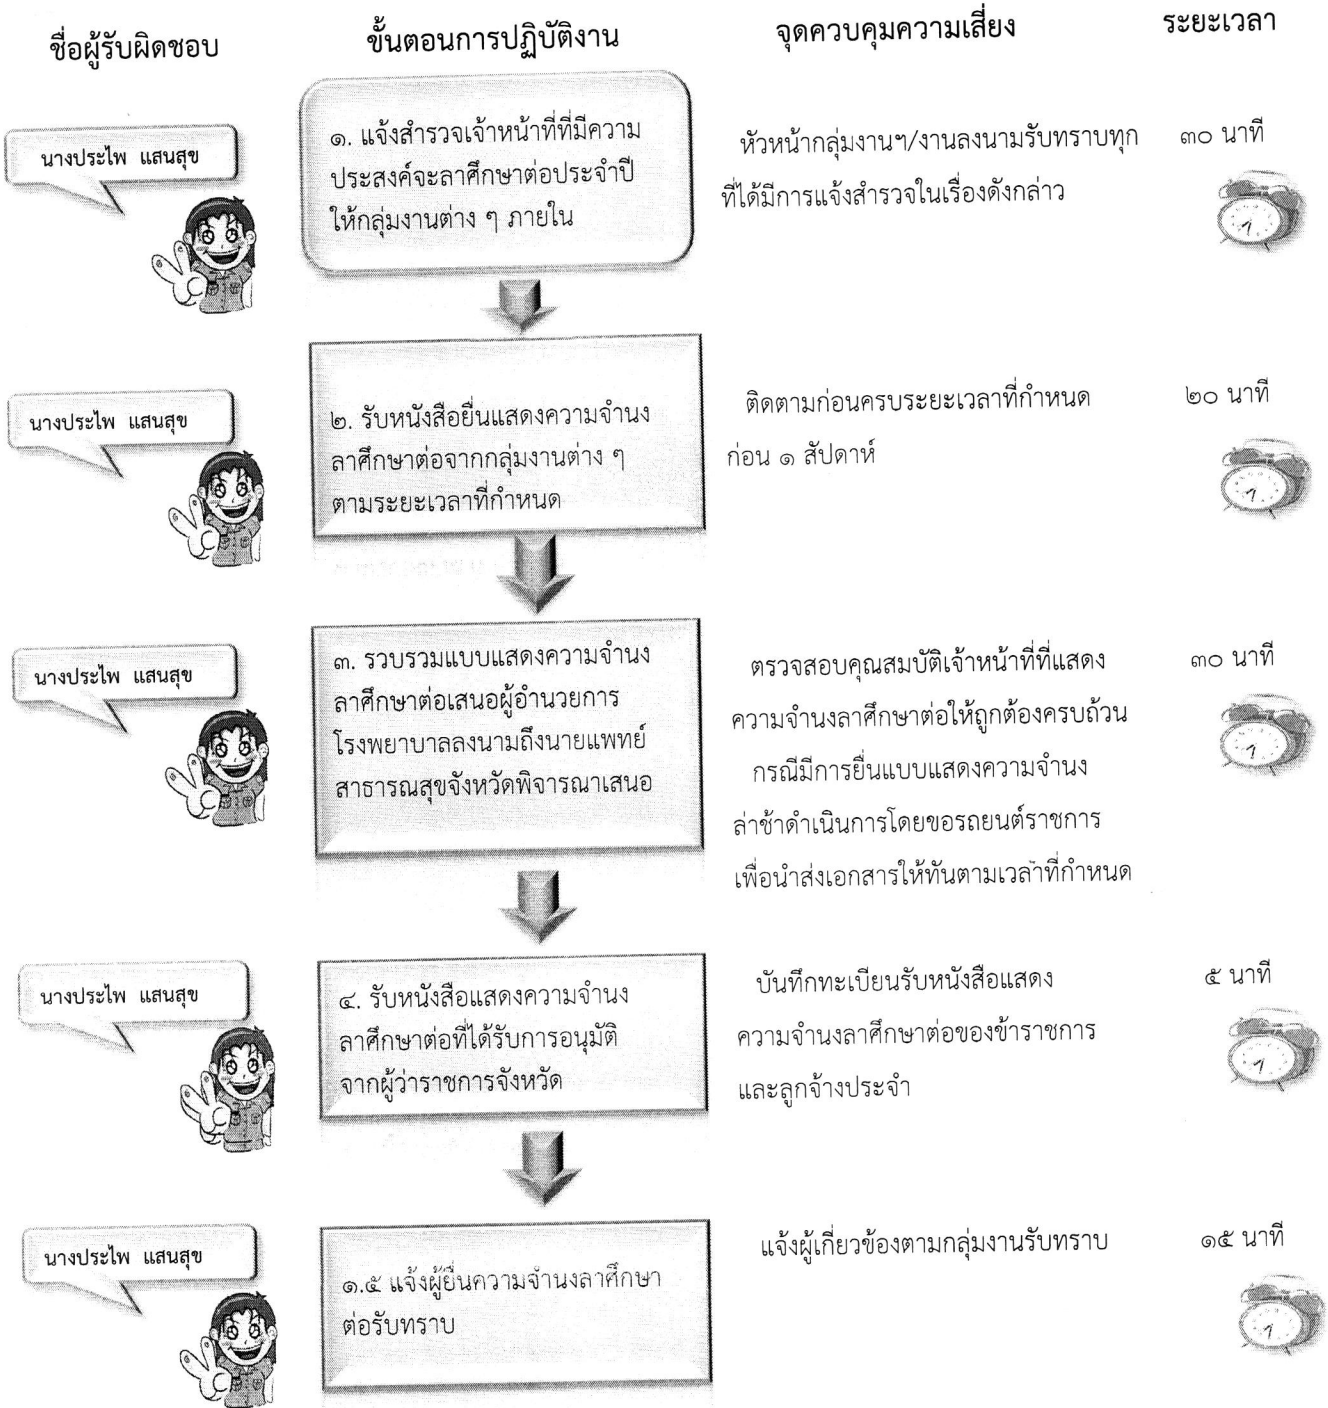 ชื่อผู้รับผิดชอบ
ขั้นตอนการปฏิบัติงาน
จุดควบคุมความเสี่ยง
ระยะเวลา
นางประไพ แสนสุข
๑. แจ้งสำรวจเจ้าหน้าที่ที่มีความ
ประสงค์จะลาศึกษาต่อประจำปี
ให้กลุ่มงานต่าง ๆ ภายใน
หัวหน้ากลุ่มงานฯ/งานลงนามรับทราบทุก
ที่ได้มีการแจ้งสำรวจในเรื่องดังกล่าว
๓๐ นาที
นางประไพ แสนสุข
๒. รับหนังสือยื่นแสดงความจำนง
ลาศึกษาต่อจากกลุ่มงานต่าง ๆ
ตามระยะเวลาที่กำหนด
ติดตามก่อนครบระยะเวลาที่กำหนด
ก่อน ๑ สัปดาห์
๒๐ นาที
นางประไพ แสนสุข
๓. รวบรวมแบบแสดงความจำนง
ลาศึกษาต่อเสนอผู้อำนวยการ
โรงพยาบาลลงนามถึงนายแพทย์
สาธารณสุขจังหวัดพิจารณาเสนอ
ตรวจสอบคุณสมบัติเจ้าหน้าที่ที่แสดง
ความจำนงลาศึกษาต่อให้ถูกต้องครบถ้วน
กรณีมีการยื่นแบบแสดงความจำนง
ล่าช้าดำเนินการโดยขอรถยนต์ราชการ
เพื่อนำส่งเอกสารให้ทันตามเวลาที่กำหนด
๓๐ นาที
นางประไพ แสนสุข
๔. รับหนังสือแสดงความจำนง
ลาศึกษาต่อที่ได้รับการอนุมัติ
จากผู้ว่าราชการจังหวัด
บันทึกทะเบียนรับหนังสือแสดง
ความจำนงลาศึกษาต่อของข้าราชการ
และลูกจ้างประจำ
๕ นาที
นางประไพ แสนสุข
๑.๕ แจ้งผู้ยื่นความจำนงลาศึกษา
ต่อรับทราบ
แจ้งผู้เกี่ยวข้องตามกลุ่มงานรับทราบ
๑๕ นาที